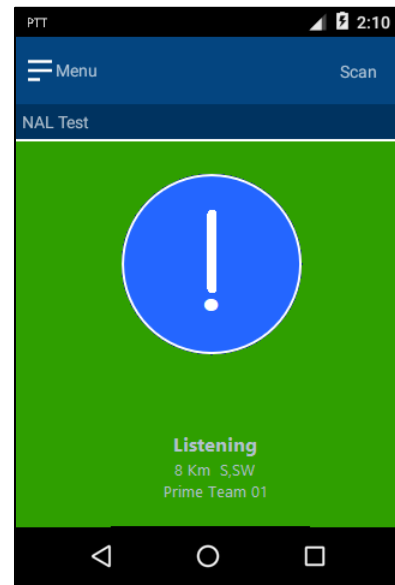 PTT 2:10
Menu Scan
NAL Test
!
Listening
8 Km S,SW
Prime Team 01